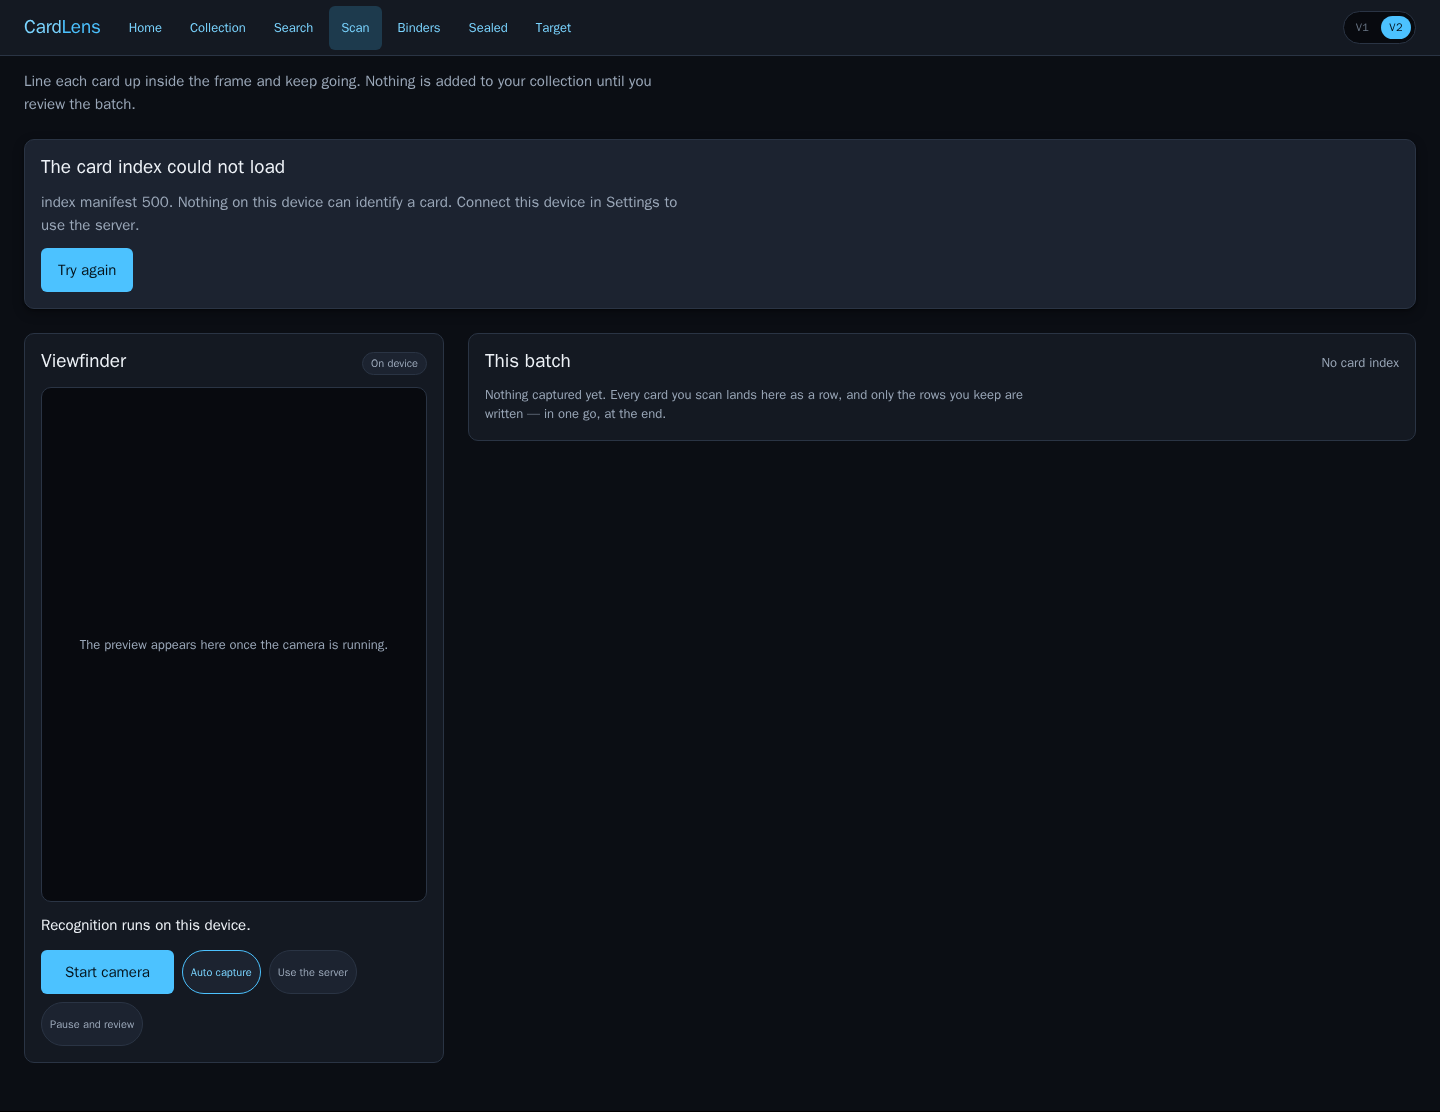 CardLens Home Collection Search Scan Binders Sealed Target V1 V2
Line each card up inside the frame and keep going. Nothing is added to your collection until you
review the batch.
The card index could not load
index manifest 500. Nothing on this device can identify a card. Connect this device in Settings to
use the server.
Try again
Viewfinder On device
The preview appears here once the camera is running.
Recognition runs on this device.
Start camera Auto capture Use the server
Pause and review
This batch No card index
Nothing captured yet. Every card you scan lands here as a row, and only the rows you keep are
written — in one go, at the end.